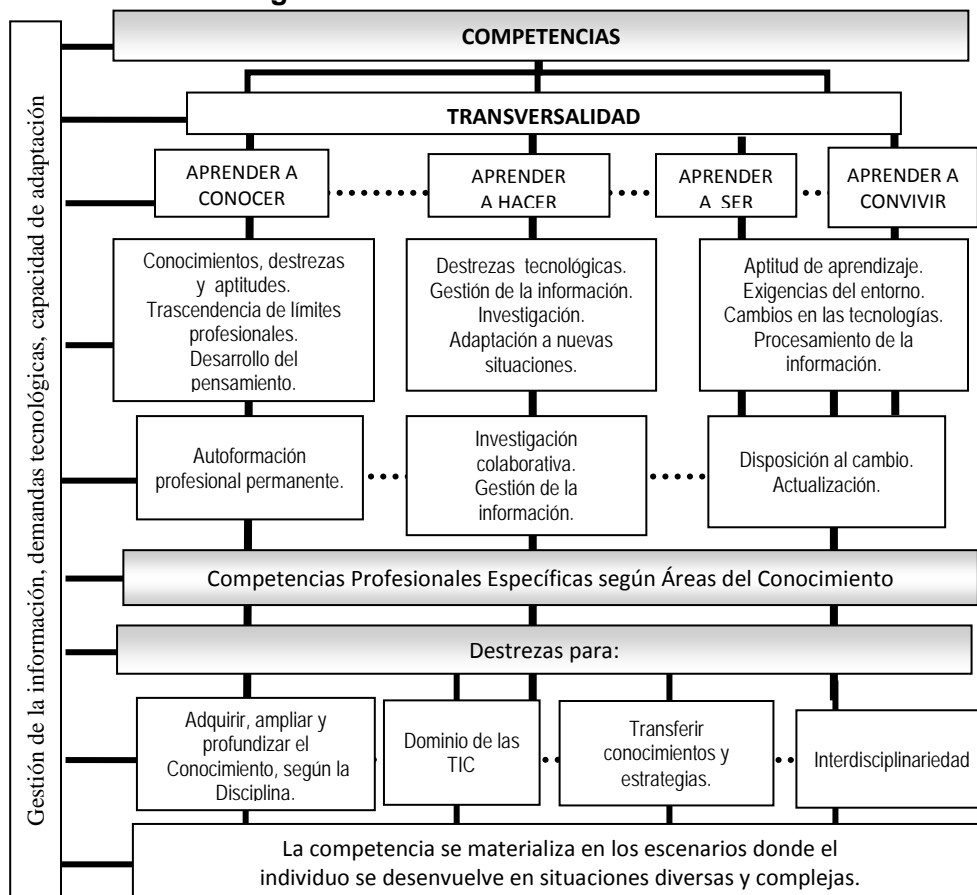 COMPETENCIAS
TRANSVERSALIDAD
Gestión de la información, demandas tecnológicas, capacidad de adaptación
APRENDER A
CONOCER
APRENDER
A HACER
APRENDER
A SER
APRENDER A
CONVIVIR
Conocimientos, destrezas
y aptitudes.
Trascendencia de límites
profesionales.
Desarrollo del
pensamiento.
Destrezas tecnológicas.
Gestión de la información.
Investigación.
Adaptación a nuevas
situaciones.
Aptitud de aprendizaje.
Exigencias del entorno.
Cambios en las tecnologías.
Procesamiento de la
información.
Autoformación
profesional permanente.
Investigación
colaborativa.
Gestión de la
información.
Disposición al cambio.
Actualización.
Competencias Profesionales Específicas según Áreas del Conocimiento
Destrezas para:
Adquirir, ampliar y
profundizar el
Conocimiento, según la
Disciplina.
Dominio de las
TIC
Transferir
conocimientos y
estrategias.
Interdisciplinariedad
La competencia se materializa en los escenarios donde el
individuo se desenvuelve en situaciones diversas y complejas.